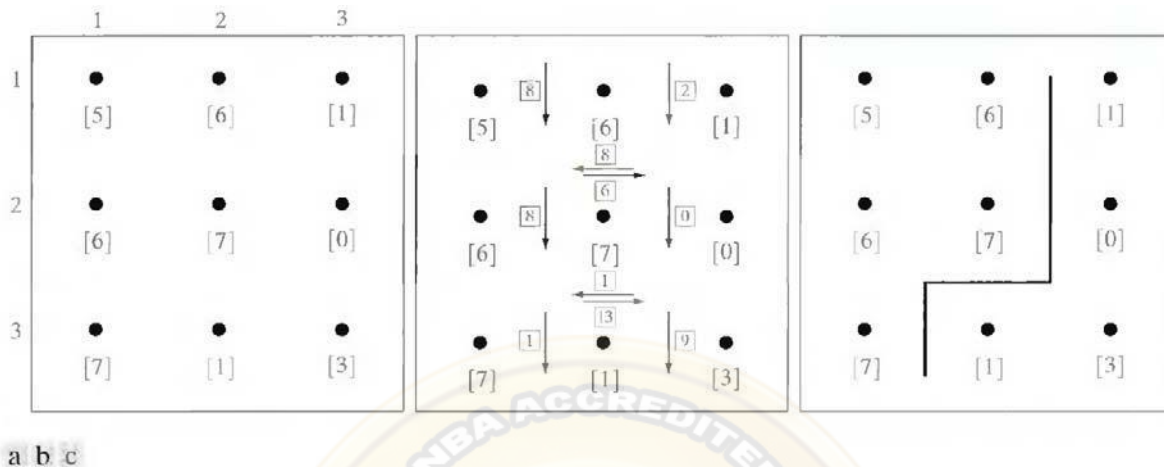 1 2 3
1 [5] [6] [1]
2 [6] [7] [0]
3 [7] [1] [3]
8 2
[5] [6] [1]
8
6
8 0
[6] [7] [0]
1
13
1 9
[7] [1] [3]
[5] [6] [1]
[6] [7] [0]
[7] [1] [3]
NBA ACCREDITE
a b c